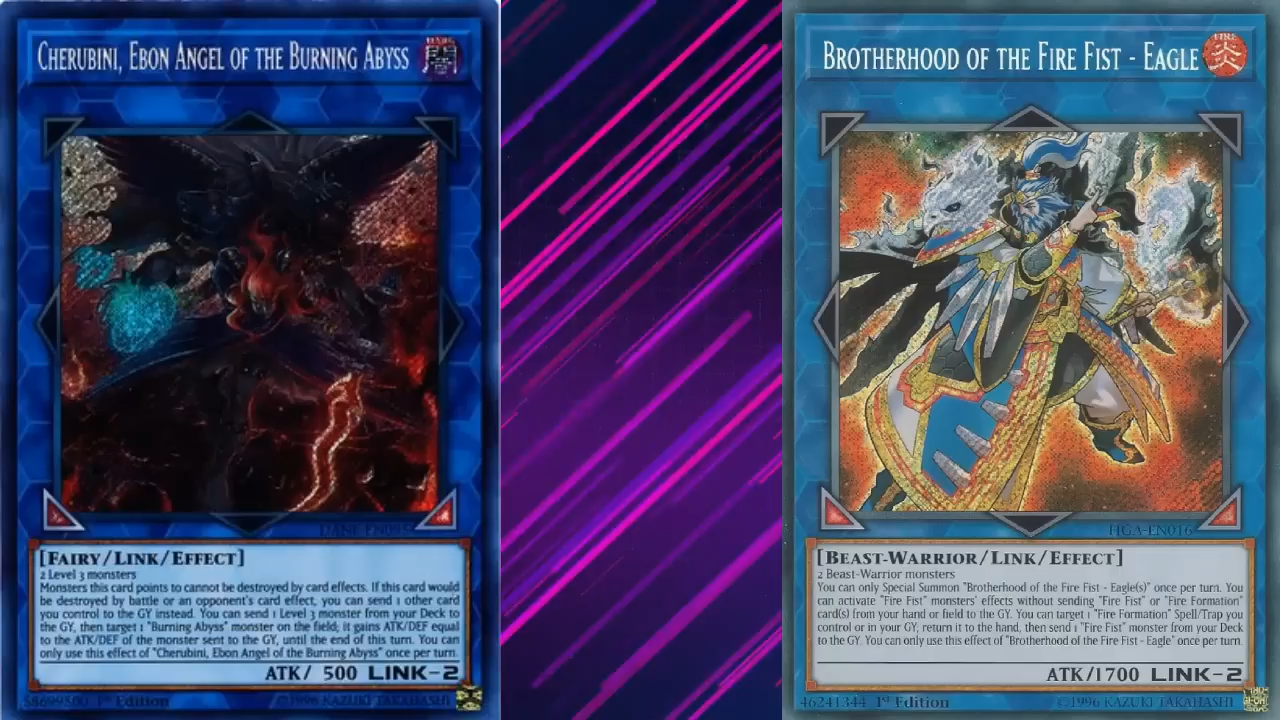 CHERUBINI, EBON ANGEL OF THE BURNING ABYSS
DARK
闇
DANE-EN083
[FAIRY/LINK/EFFECT]
2 Level 3 monsters
Monsters this card points to cannot be destroyed by card effects. If this card would
be destroyed by battle or an opponent's card effect, you can send 1 other card
you control to the GY instead. You can send 1 Level 3 monster from your Deck to
the GY, then target 1 "Burning Abyss" monster on the field; it gains ATK/DEF equal
to the ATK/DEF of the monster sent to the GY, until the end of this turn. You can
only use this effect of "Cherubini, Ebon Angel of the Burning Abyss" once per turn.
ATK/ 500 LINK-2
58699500 1st Edition ©1996 KAZUKI TAKAHASHI
BROTHERHOOD OF THE FIRE FIST - EAGLE
FIRE
炎
FIGA-EN016
[BEAST-WARRIOR/LINK/EFFECT]
2 Beast-Warrior monsters
You can only Special Summon "Brotherhood of the Fire Fist - Eagle(s)" once per turn. You
can activate "Fire Fist" monsters' effects without sending "Fire Fist" or "Fire Formation"
card(s) from your hand or field to the GY. You can target 1 "Fire Formation" Spell/Trap you
control or in your GY, return it to the hand, then send 1 "Fire Fist" monster from your Deck
to the GY. You can only use this effect of "Brotherhood of the Fire Fist - Eagle" once per turn
ATK/1700 LINK-2
46241344 1st Edition ©1996 KAZUKI TAKAHASHI